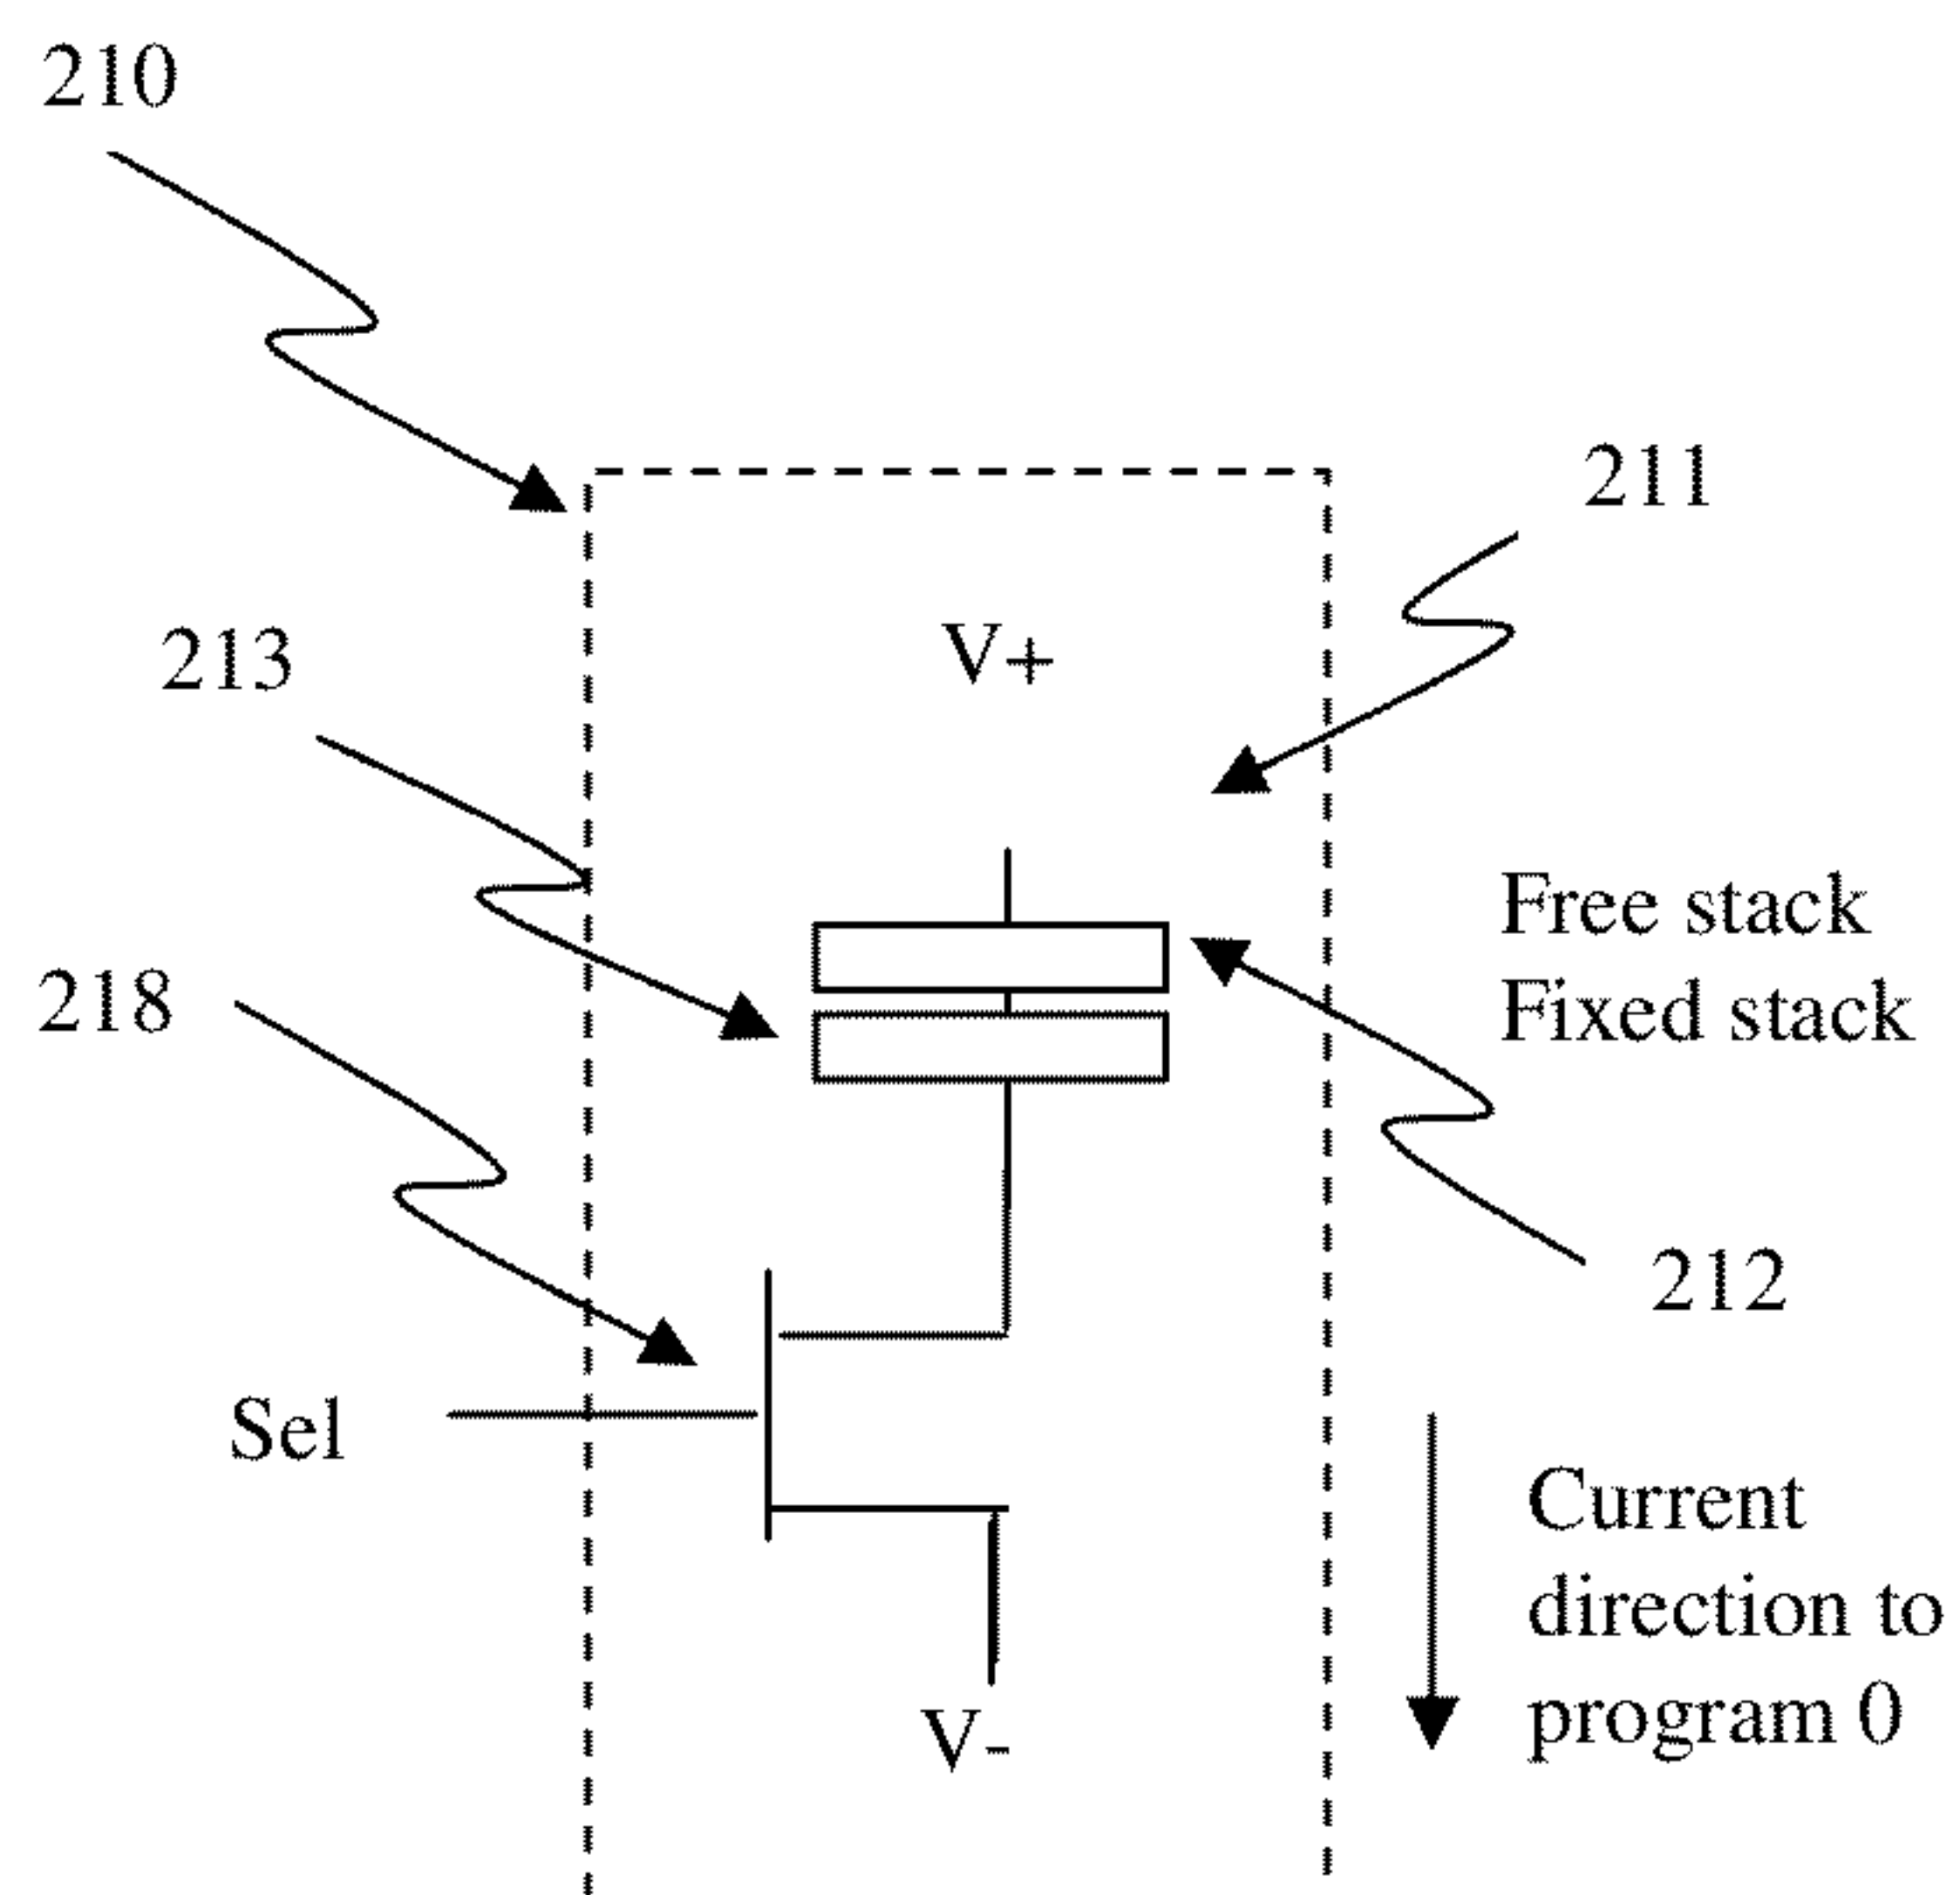 210
211
V+
213
Free stack
218
Fixed stack
212
Sel
Current
direction to
program 0
V-